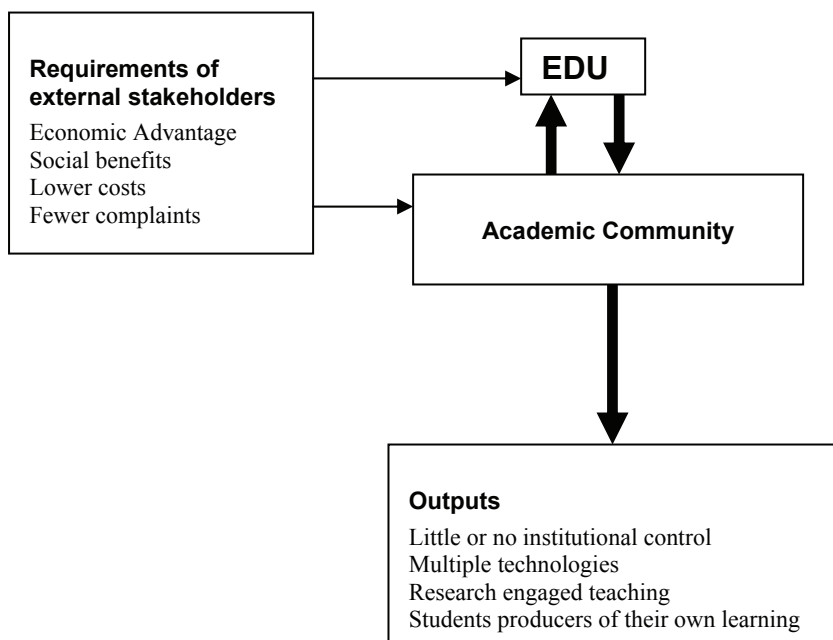 Requirements of
external stakeholders
Economic Advantage
Social benefits
Lower costs
Fewer complaints
EDU
Academic Community
Outputs
Little or no institutional control
Multiple technologies
Research engaged teaching
Students producers of their own learning